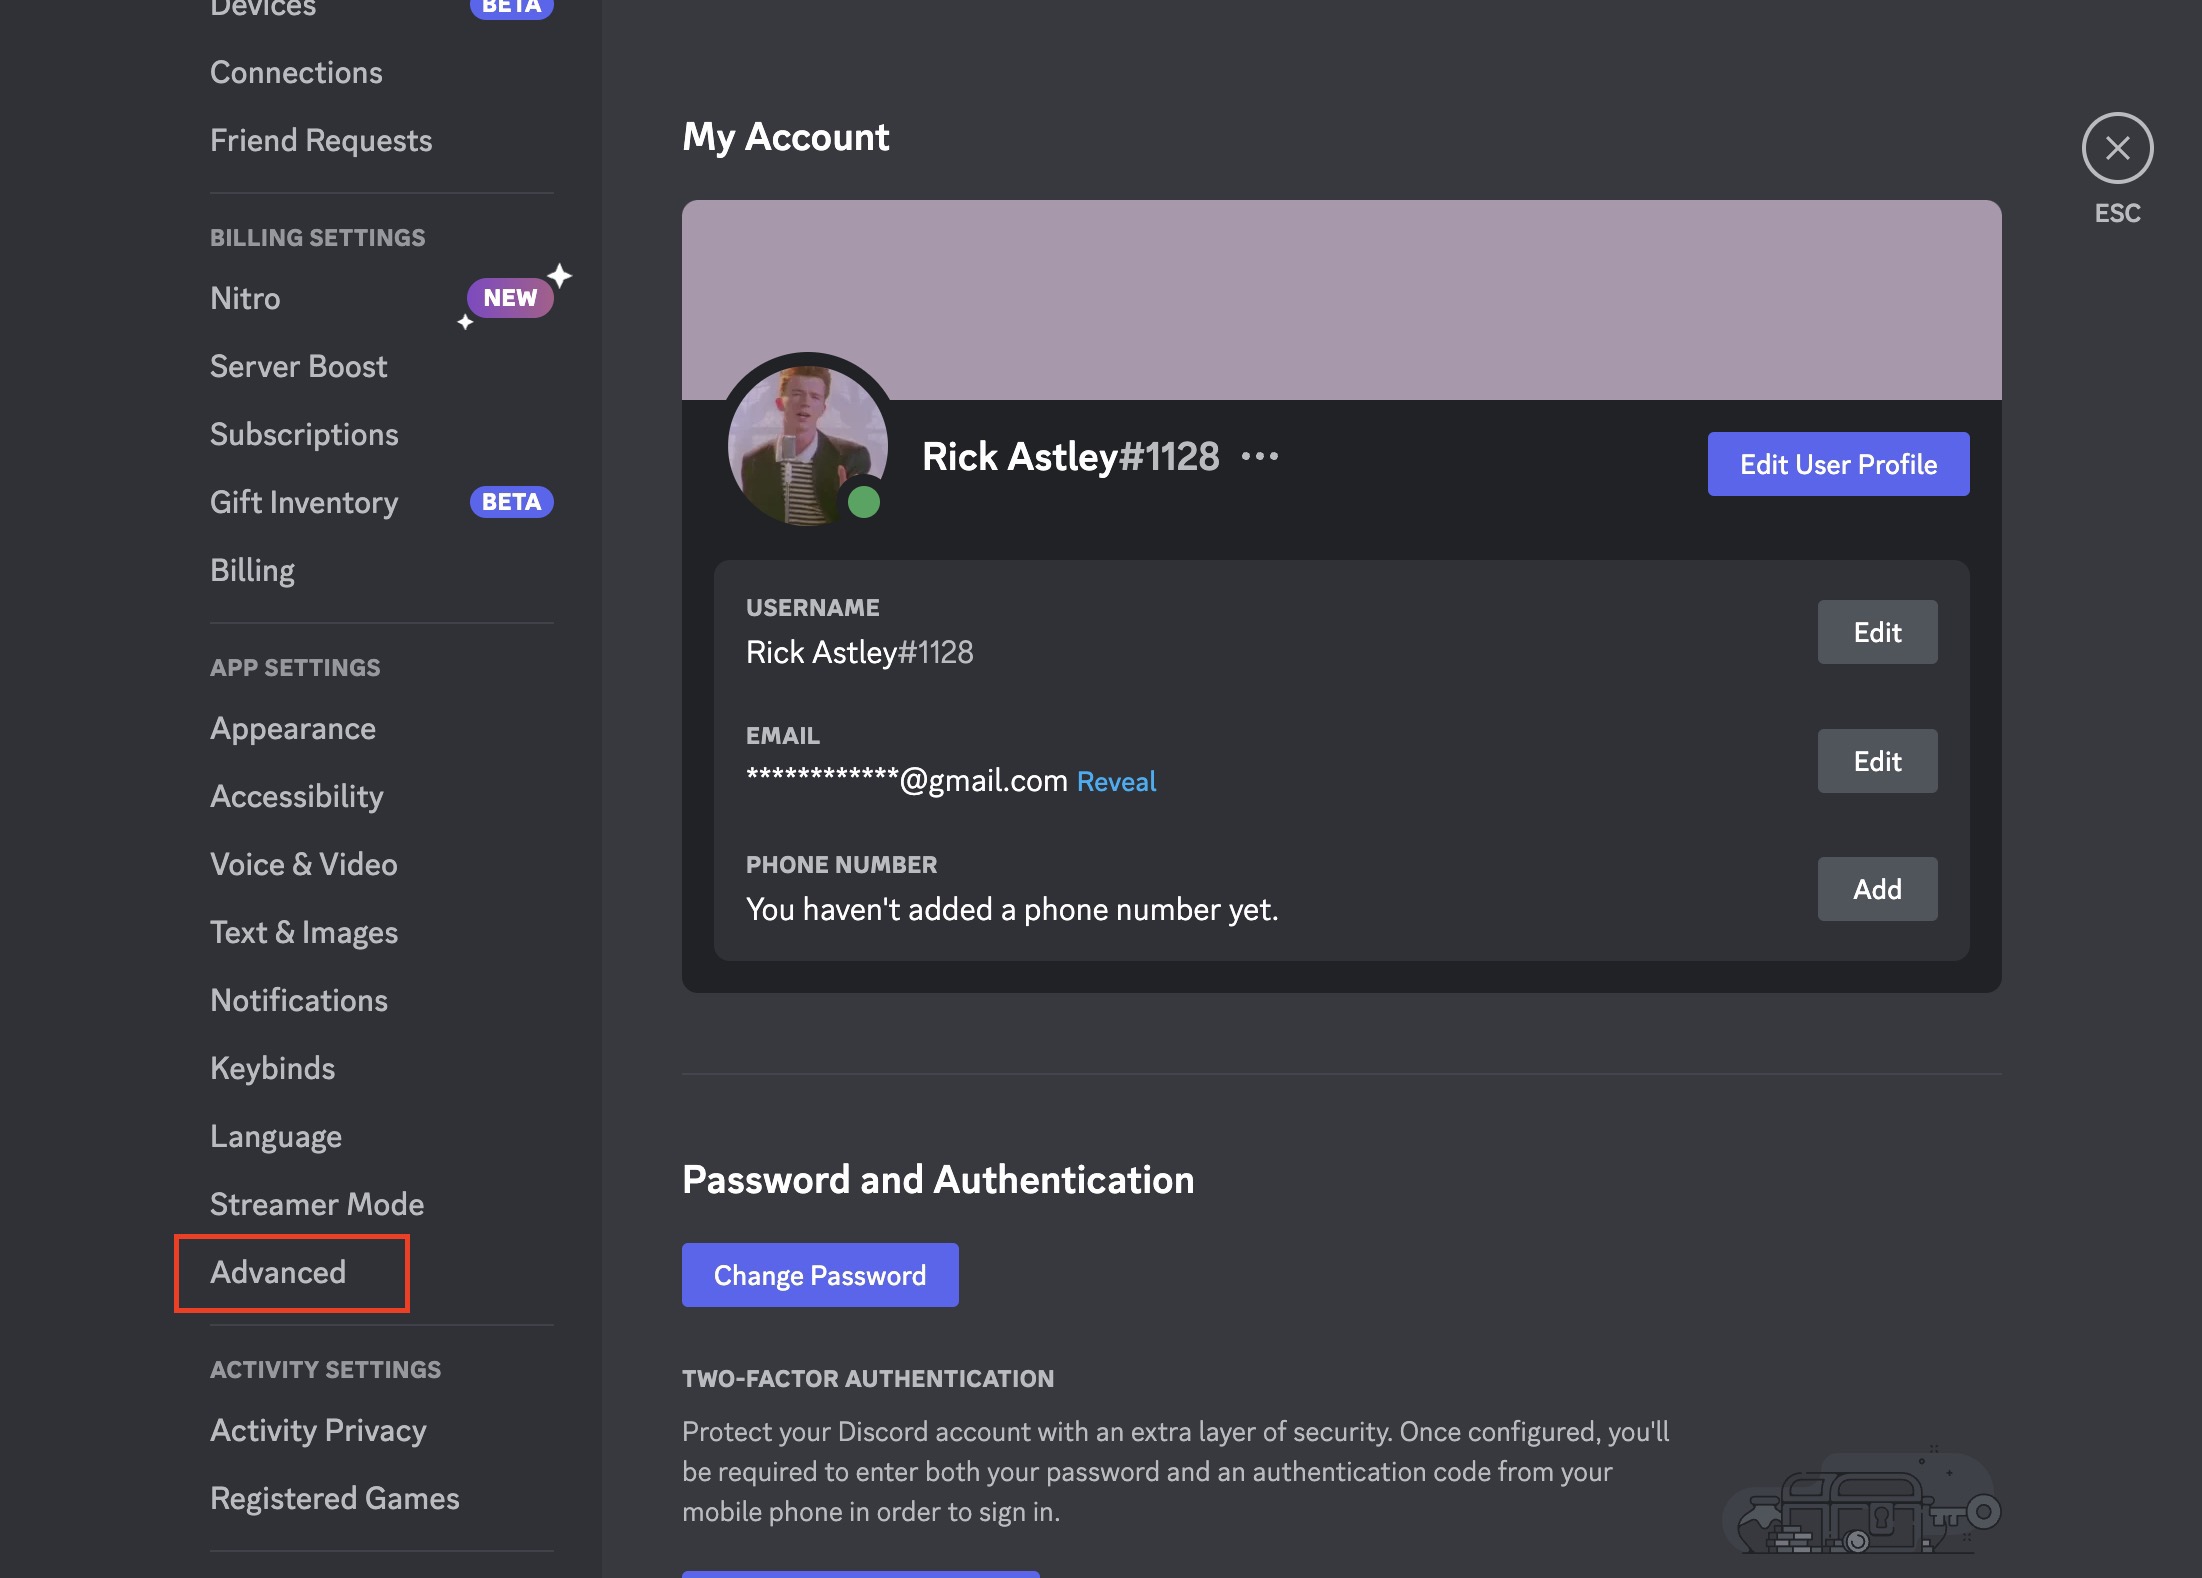 Devices BETA
Connections
Friend Requests
BILLING SETTINGS
Nitro NEW
Server Boost
Subscriptions
Gift Inventory BETA
Billing
APP SETTINGS
Appearance
Accessibility
Voice & Video
Text & Images
Notifications
Keybinds
Language
Streamer Mode
Advanced
ACTIVITY SETTINGS
Activity Privacy
Registered Games
My Account
ESC
Rick Astley#1128
Edit User Profile
USERNAME
Rick Astley#1128
Edit
EMAIL
************@gmail.com Reveal
Edit
PHONE NUMBER
You haven't added a phone number yet.
Add
Password and Authentication
Change Password
TWO-FACTOR AUTHENTICATION
Protect your Discord account with an extra layer of security. Once configured, you'll
be required to enter both your password and an authentication code from your
mobile phone in order to sign in.